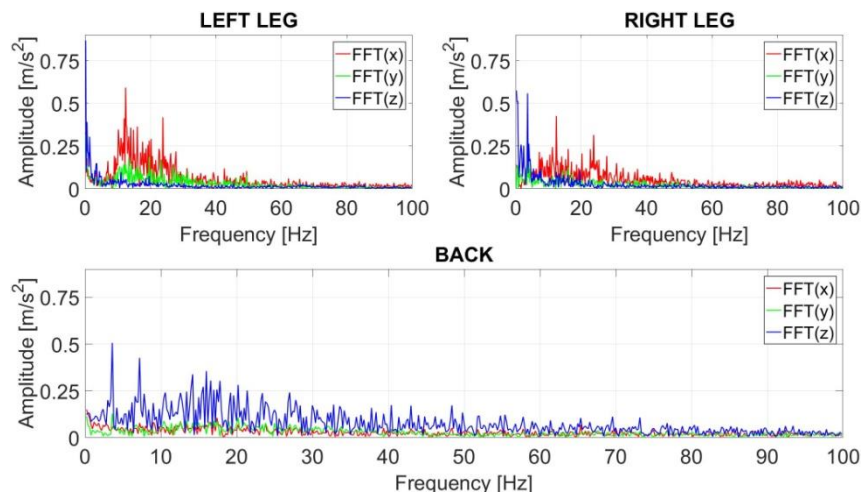 LEFT LEG
Amplitude [m/s²]
0.75
0.5
0.25
0
FFT(x)
FFT(y)
FFT(z)
0 20 40 60 80 100
Frequency [Hz]
RIGHT LEG
Amplitude [m/s²]
0.75
0.5
0.25
0
FFT(x)
FFT(y)
FFT(z)
0 20 40 60 80 100
Frequency [Hz]
BACK
Amplitude [m/s²]
0.75
0.5
0.25
0
FFT(x)
FFT(y)
FFT(z)
0 10 20 30 40 50 60 70 80 90 100
Frequency [Hz]